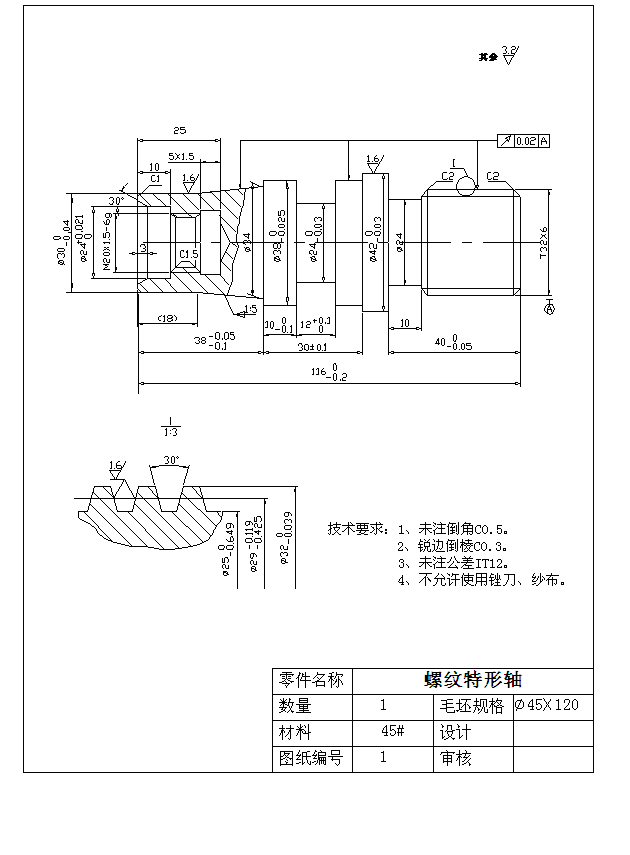 其余 3.2
25
5X1.5
10
C1
1.6
30°
1.6
0.02 A
I
C2 C2
ø30 0 -0.04
ø24 +0.021 0
M20X1.5-6g
3
C1.5
ø34
ø38 0 -0.025
ø24 0 -0.03
ø42 0 -0.03
ø24
T32X6
A
(18)
1:5
10 0 -0.1
12 +0.1 0
10
38 -0.05 -0.1
30±0.1
40 0 -0.05
116 0 -0.2
I
1:3
1.6
30°
ø25 0 -0.649
ø29 -0.119 -0.425
ø32 0 -0.039
技术要求：1、未注倒角C0.5。
2、锐边倒棱C0.3。
3、未注公差IT12。
4、不允许使用锉刀、纱布。
零件名称 螺纹特形轴
数量 1 毛坯规格 Ø45X120
材料 45# 设计
图纸编号 1 审核